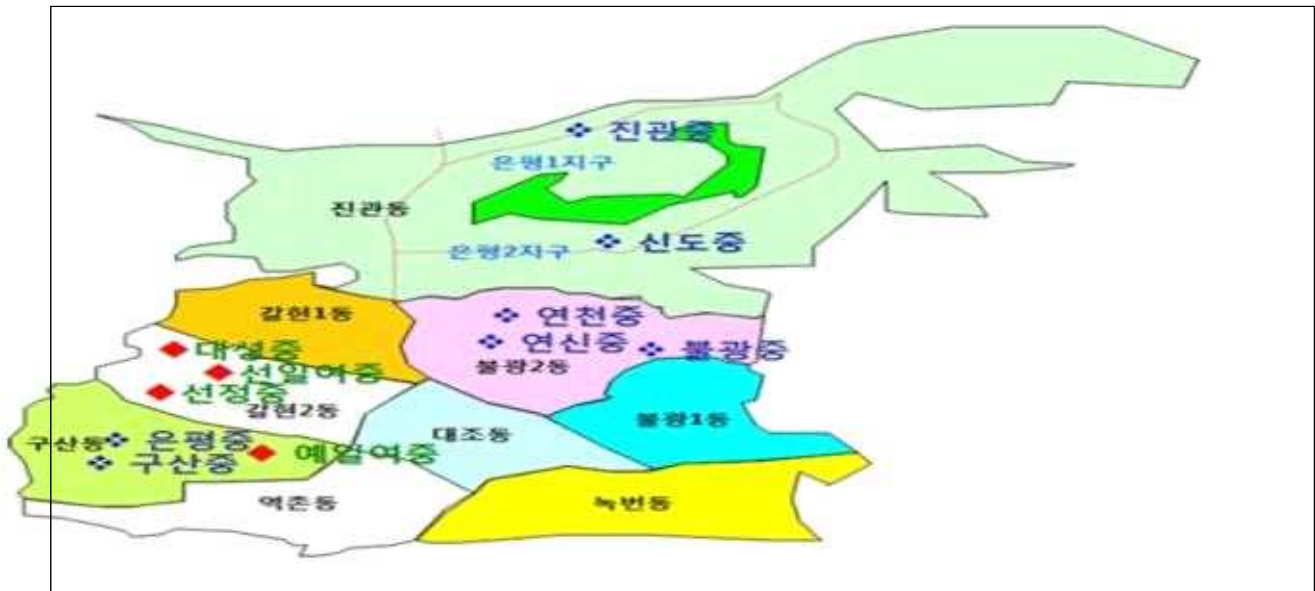 진관중
은평1지구
진관동
신도중
은평2지구
갈현1동
연천중
연신중
불광중
불광2동
대성중
선일여중
선정중
갈현2동
불광1동
대조동
구산동
은평중
예일여중
구산중
역촌동
녹번동